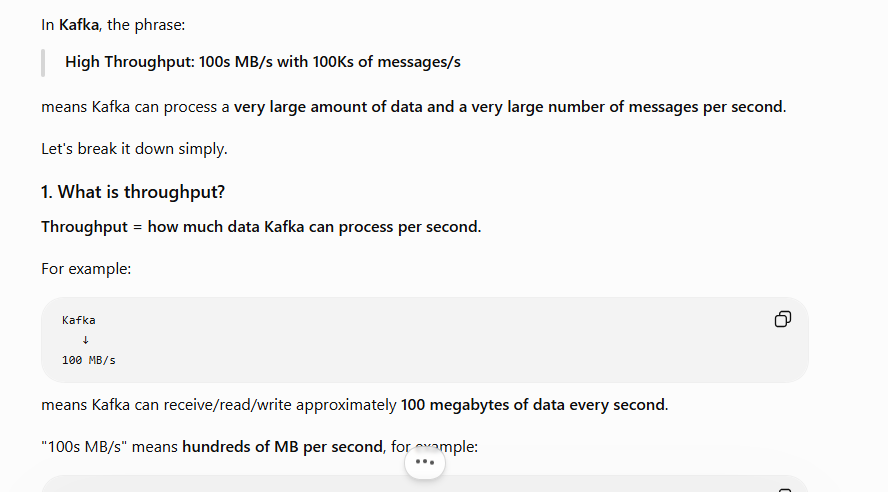 In Kafka, the phrase:
High Throughput: 100s MB/s with 100Ks of messages/s
means Kafka can process a very large amount of data and a very large number of messages per second.
Let's break it down simply.
1. What is throughput?
Throughput = how much data Kafka can process per second.
For example:
Kafka
↓
100 MB/s
means Kafka can receive/read/write approximately 100 megabytes of data every second.
"100s MB/s" means hundreds of MB per second, for example: